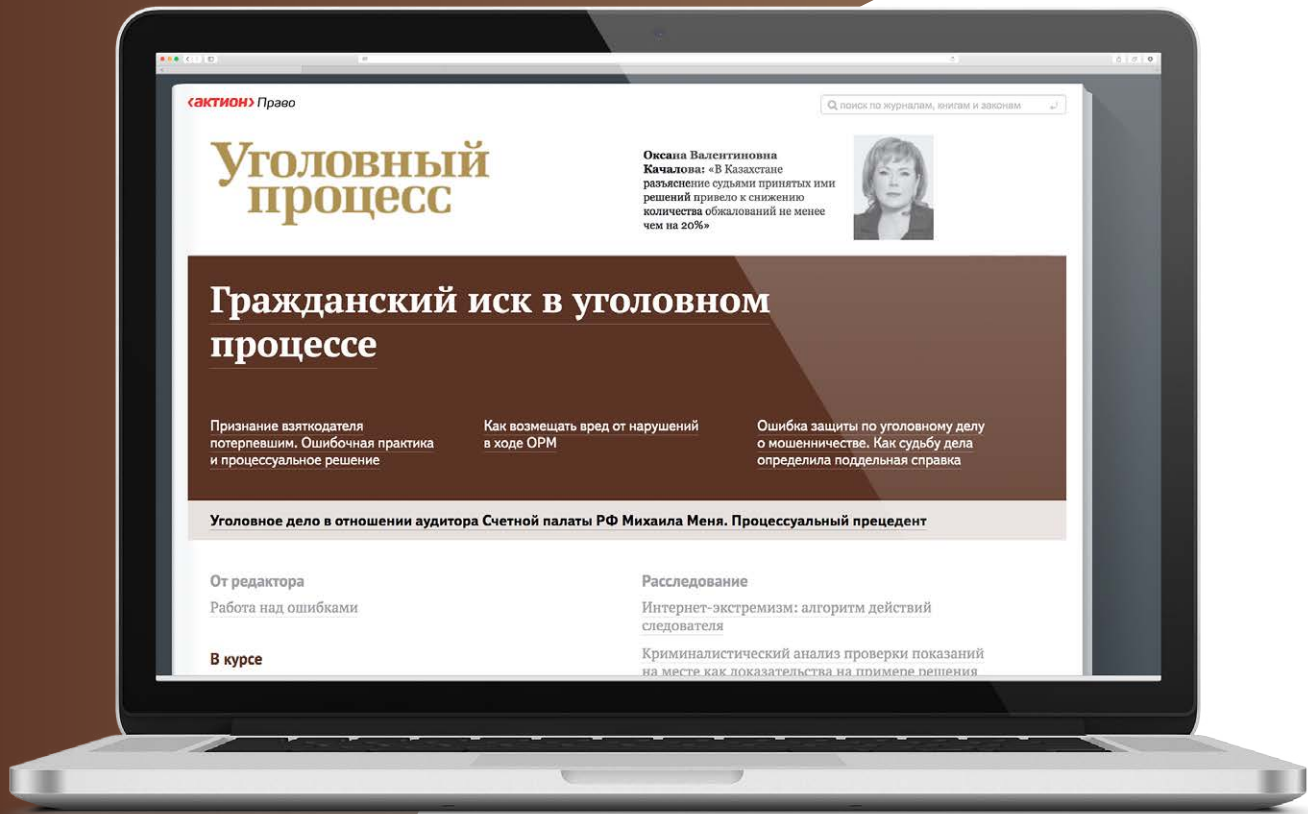 ‹актион› Право
поиск по журналам, книгам и законам
Уголовный
процесс
Оксана Валентиновна
Качалова: «В Казахстане
разъяснение судьями принятых ими
решений привело к снижению
количества обжалований не менее
чем на 20%»
Гражданский иск в уголовном
процессе
Признание взяткодателя
потерпевшим. Ошибочная практика
и процессуальное решение
Как возмещать вред от нарушений
в ходе ОРМ
Ошибка защиты по уголовному делу
о мошенничестве. Как судьбу дела
определила поддельная справка
Уголовное дело в отношении аудитора Счетной палаты РФ Михаила Меня. Процессуальный прецедент
От редактора
Работа над ошибками
В курсе
Расследование
Интернет-экстремизм: алгоритм действий
следователя
Криминалистический анализ проверки показаний
на месте как доказательства на примере решения